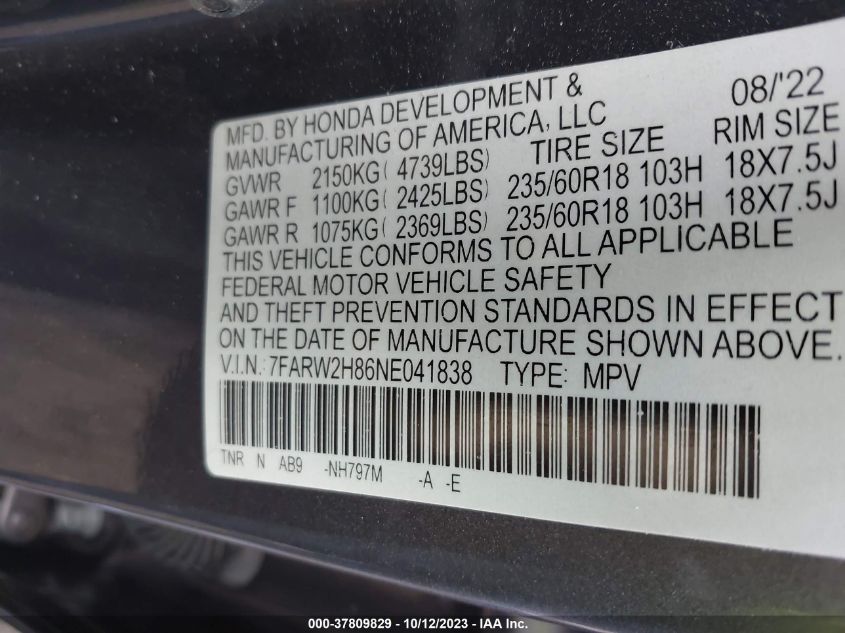 08/'22
MFD. BY HONDA DEVELOPMENT &
MANUFACTURING OF AMERICA, LLC
TIRE SIZE RIM SIZE
GVWR 2150KG( 4739LBS)
GAWR F 1100KG( 2425LBS) 235/60R18 103H 18X7.5J
GAWR R 1075KG( 2369LBS) 235/60R18 103H 18X7.5J
THIS VEHICLE CONFORMS TO ALL APPLICABLE
FEDERAL MOTOR VEHICLE SAFETY
AND THEFT PREVENTION STANDARDS IN EFFECT
ON THE DATE OF MANUFACTURE SHOWN ABOVE.
V.I.N.: 7FARW2H86NE041838 TYPE: MPV
TNR N AB9 -NH797M -A -E
000-37809829 - 10/12/2023 - IAA Inc.